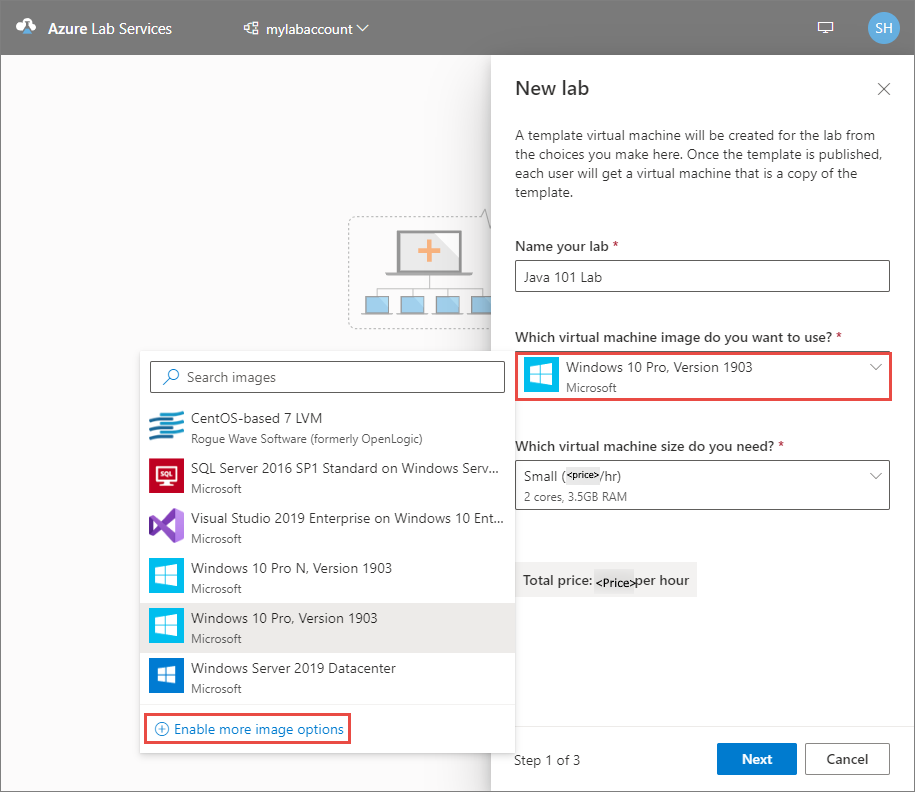 Azure Lab Services
mylabaccount
SH
New lab
A template virtual machine will be created for the lab from
the choices you make here. Once the template is published,
each user will get a virtual machine that is a copy of the
template.
Name your lab *
Java 101 Lab
Which virtual machine image do you want to use? *
Windows 10 Pro, Version 1903
Microsoft
Which virtual machine size do you need? *
Small (<price>/hr)
2 cores, 3.5GB RAM
Total price: <Price>per hour
Search images
CentOS-based 7 LVM
Rogue Wave Software (formerly OpenLogic)
SQL
SQL Server 2016 SP1 Standard on Windows Serv...
Microsoft
Visual Studio 2019 Enterprise on Windows 10 Ent...
Microsoft
Windows 10 Pro N, Version 1903
Microsoft
Windows 10 Pro, Version 1903
Microsoft
Windows Server 2019 Datacenter
Microsoft
Enable more image options
Step 1 of 3
Next
Cancel